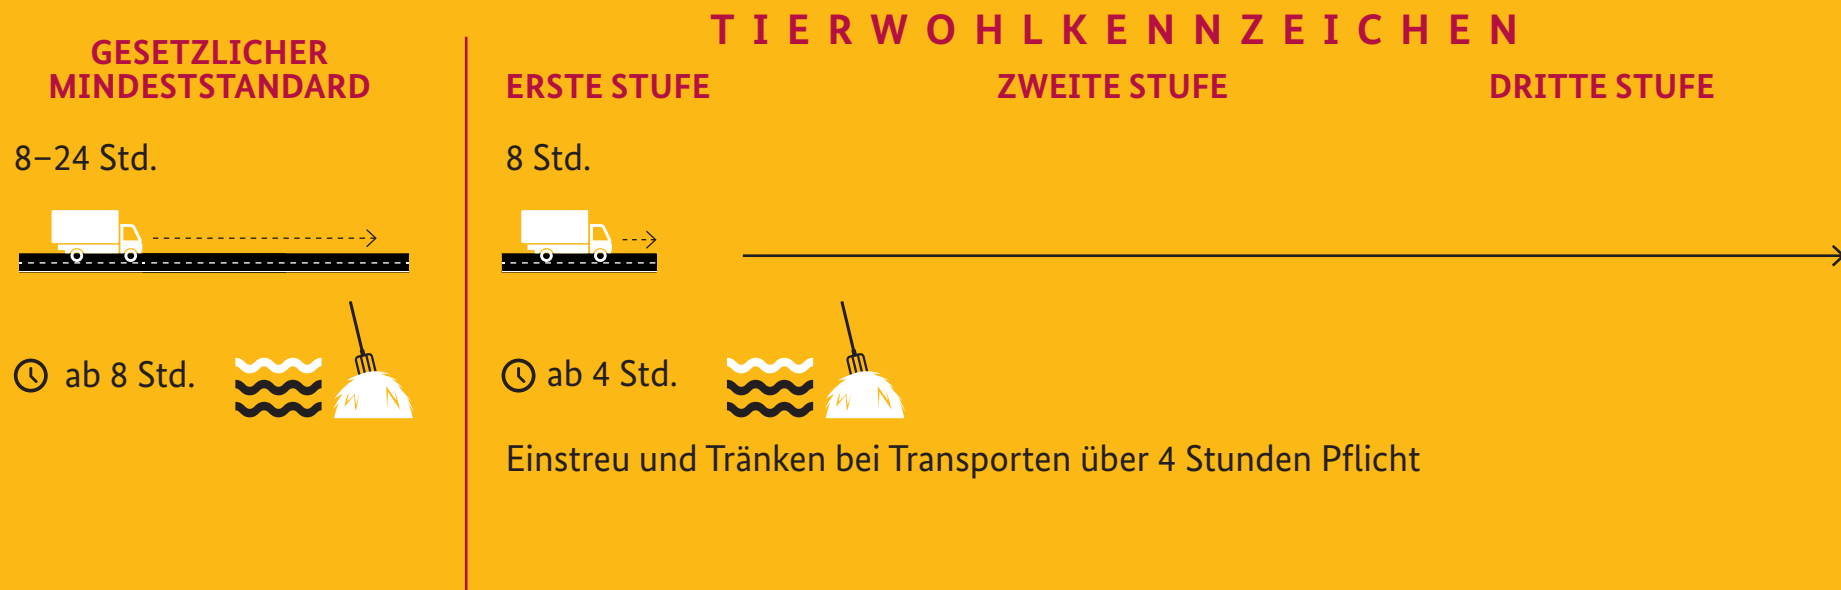 TIERWOHLKENNZEICHEN
GESETZLICHER
MINDESTSTANDARD
ERSTE STUFE
ZWEITE STUFE
DRITTE STUFE
8–24 Std.
8 Std.
ab 8 Std.
ab 4 Std.
Einstreu und Tränken bei Transporten über 4 Stunden Pflicht